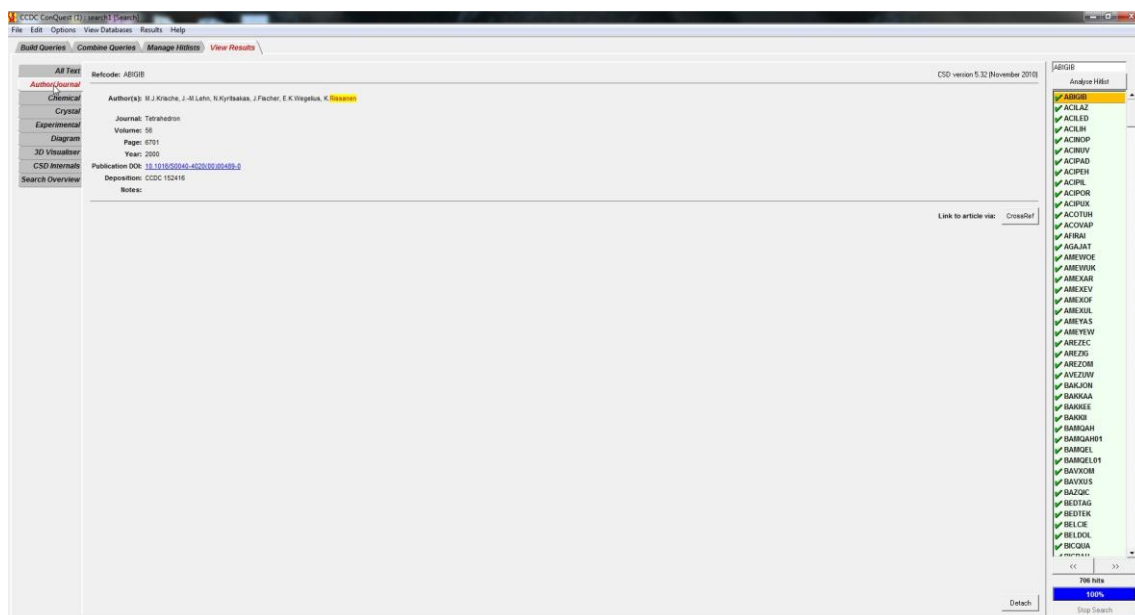 CCDC ConQuest (1) : search1 [Search]
File Edit Options View Databases Results Help
Build Queries Combine Queries Manage Hitlists View Results
All Text
Author/Journal
Chemical
Crystal
Experimental
Diagram
3D Visualiser
CSD Internals
Search Overview
Refcode: ABIGIB
CSD version 5.32 (November 2010)
Author(s): M.J.Krische, J.-M.Lehn, N.Kyritsakas, J.Fischer, E.K.Wegelius, K.Rissanen
Journal: Tetrahedron
Volume: 56
Page: 6701
Year: 2000
Publication DOI: 10.1016/S0040-4020(00)00489-0
Deposition: CCDC 152416
Notes:
Link to article via: CrossRef
Detach
ABIGIB
Analyse Hitlist
ABIGIB
ACILAZ
ACILED
ACILIH
ACINOP
ACINUV
ACIPAD
ACIPEH
ACIPIL
ACIPOR
ACIPUX
ACOTUH
ACOVAP
AFIRAI
AGAJAT
AMEWOE
AMEWUK
AMEXAR
AMEXEV
AMEXOF
AMEXUL
AMEYAS
AMEYEW
AREZEC
AREZIG
AREZOM
AVEZUW
BAKJON
BAKKAA
BAKKEE
BAKKII
BAMQAH
BAMQAH01
BAMQEL
BAMQEL01
BAVXOM
BAVXUS
BAZQIC
BEDTAG
BEDTEK
BELCIE
BELDOL
BICQUA
<< >>
706 hits
100%
Stop Search